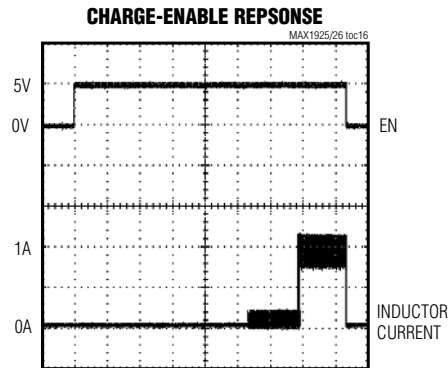 CHARGE-ENABLE REPSONSE
MAX1925/26 toc16
5V
0V
EN
1A
0A
INDUCTOR
CURRENT